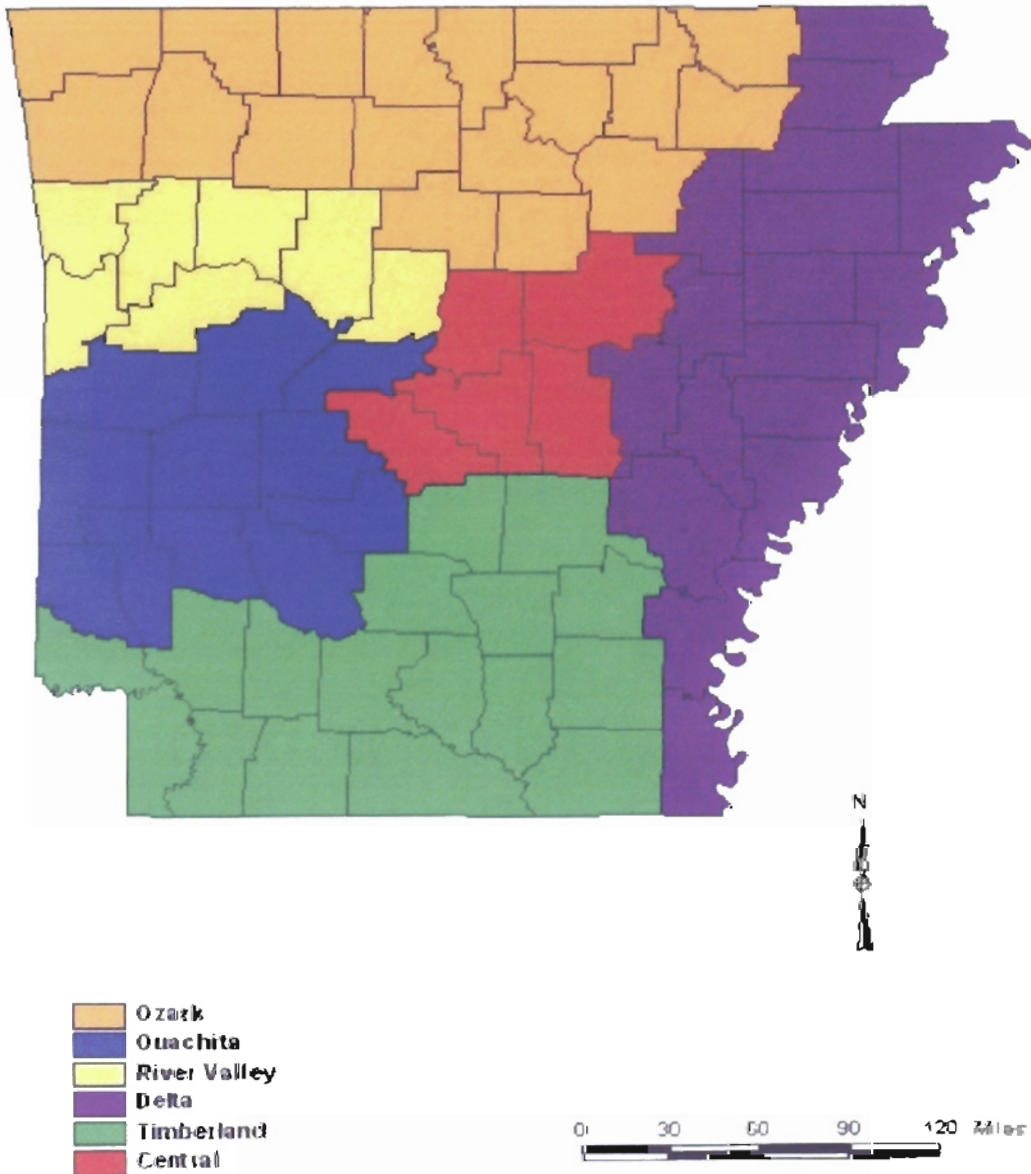 N
Ozark
Ouachita
River Valley
Delta
Timberland
Central
0 30 60 90 120 Miles